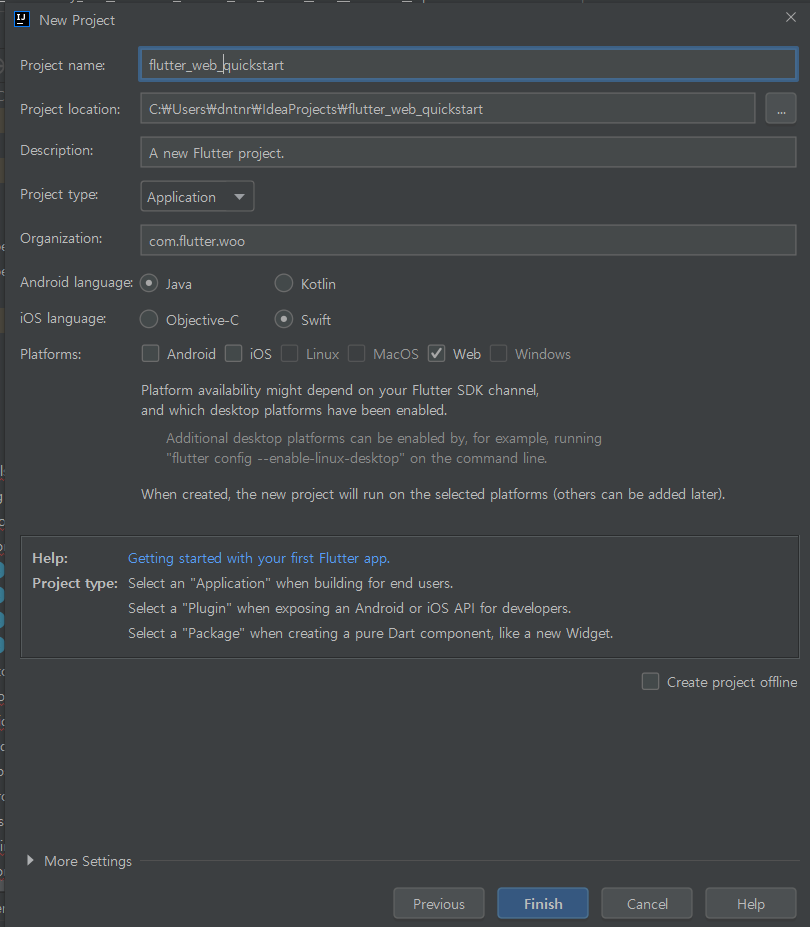 New Project
Project name: flutter_web_quickstart
Project location: C:₩Users₩dntnr₩IdeaProjects₩flutter_web_quickstart ...
Description: A new Flutter project.
Project type: Application
Organization: com.flutter.woo
Android language: Java Kotlin
iOS language: Objective-C Swift
Platforms: Android iOS Linux MacOS Web Windows
Platform availability might depend on your Flutter SDK channel,
and which desktop platforms have been enabled.
Additional desktop platforms can be enabled by, for example, running
"flutter config --enable-linux-desktop" on the command line.
When created, the new project will run on the selected platforms (others can be added later).
Help: Getting started with your first Flutter app.
Project type: Select an "Application" when building for end users.
Select a "Plugin" when exposing an Android or iOS API for developers.
Select a "Package" when creating a pure Dart component, like a new Widget.
Create project offline
More Settings
Previous Finish Cancel Help